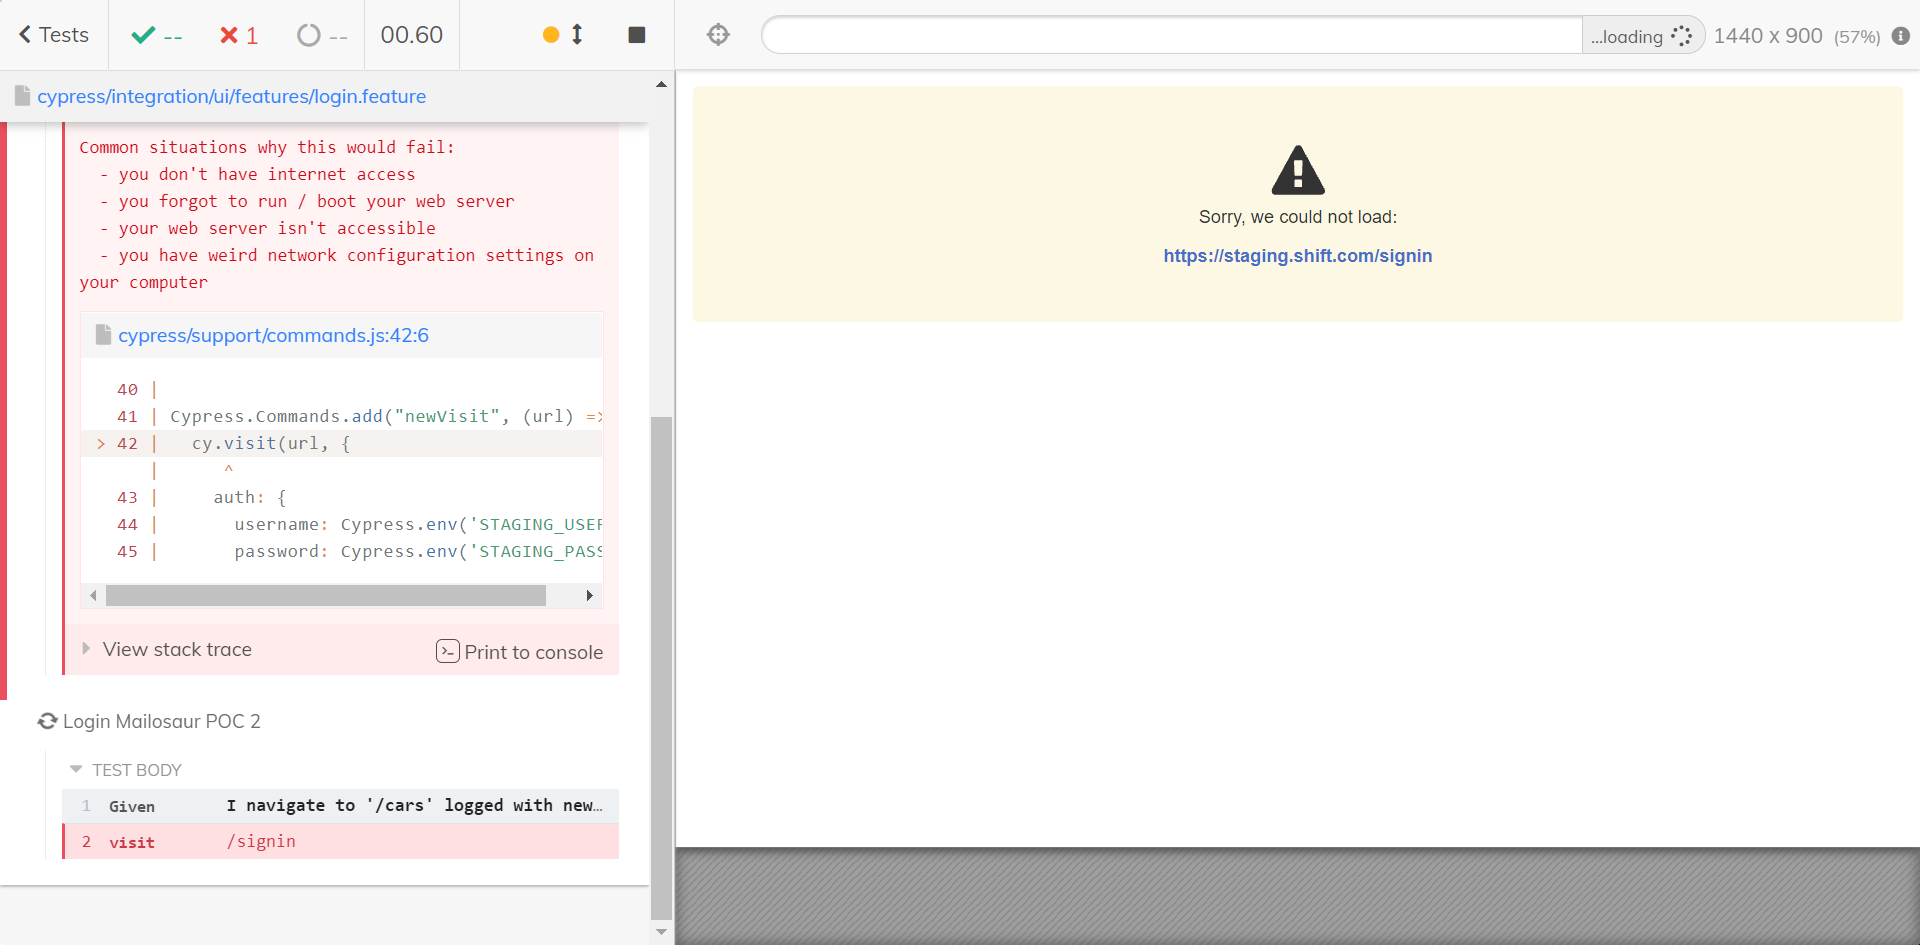 Tests
--
1
--
00.60
...loading
1440 x 900 (57%)
cypress/integration/ui/features/login.feature
Common situations why this would fail:
- you don't have internet access
- you forgot to run / boot your web server
- your web server isn't accessible
- you have weird network configuration settings on
your computer
cypress/support/commands.js:42:6
40 |
41 | Cypress.Commands.add("newVisit", (url) =>
> 42 | cy.visit(url, {
| ^
43 | auth: {
44 | username: Cypress.env('STAGING_USER
45 | password: Cypress.env('STAGING_PASS
View stack trace
Print to console
Login Mailosaur POC 2
TEST BODY
1 Given I navigate to '/cars' logged with new…
2 visit /signin
Sorry, we could not load:
https://staging.shift.com/signin